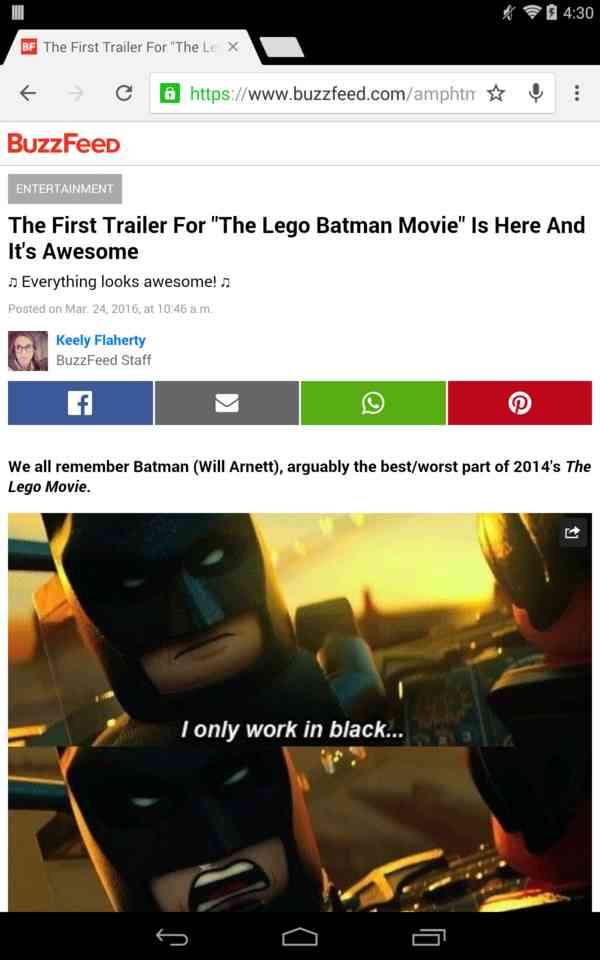 4:30
BF The First Trailer For "The Le
https://www.buzzfeed.com/amphtm
BuzzFeed
ENTERTAINMENT
The First Trailer For "The Lego Batman Movie" Is Here And
It's Awesome
♫ Everything looks awesome! ♫
Posted on Mar. 24, 2016, at 10:46 a.m.
Keely Flaherty
BuzzFeed Staff
We all remember Batman (Will Arnett), arguably the best/worst part of 2014's The
Lego Movie.
I only work in black...